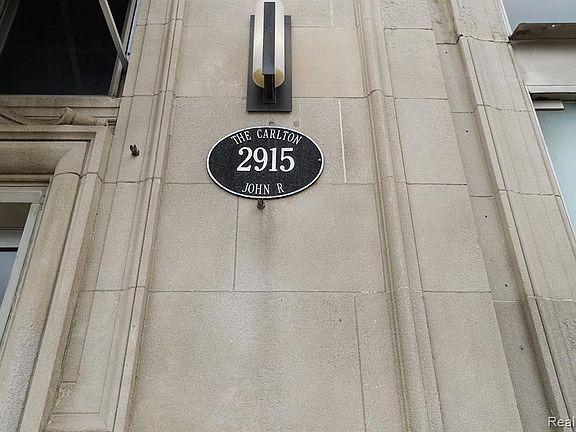 THE CARLTON
2915
JOHN R
Real